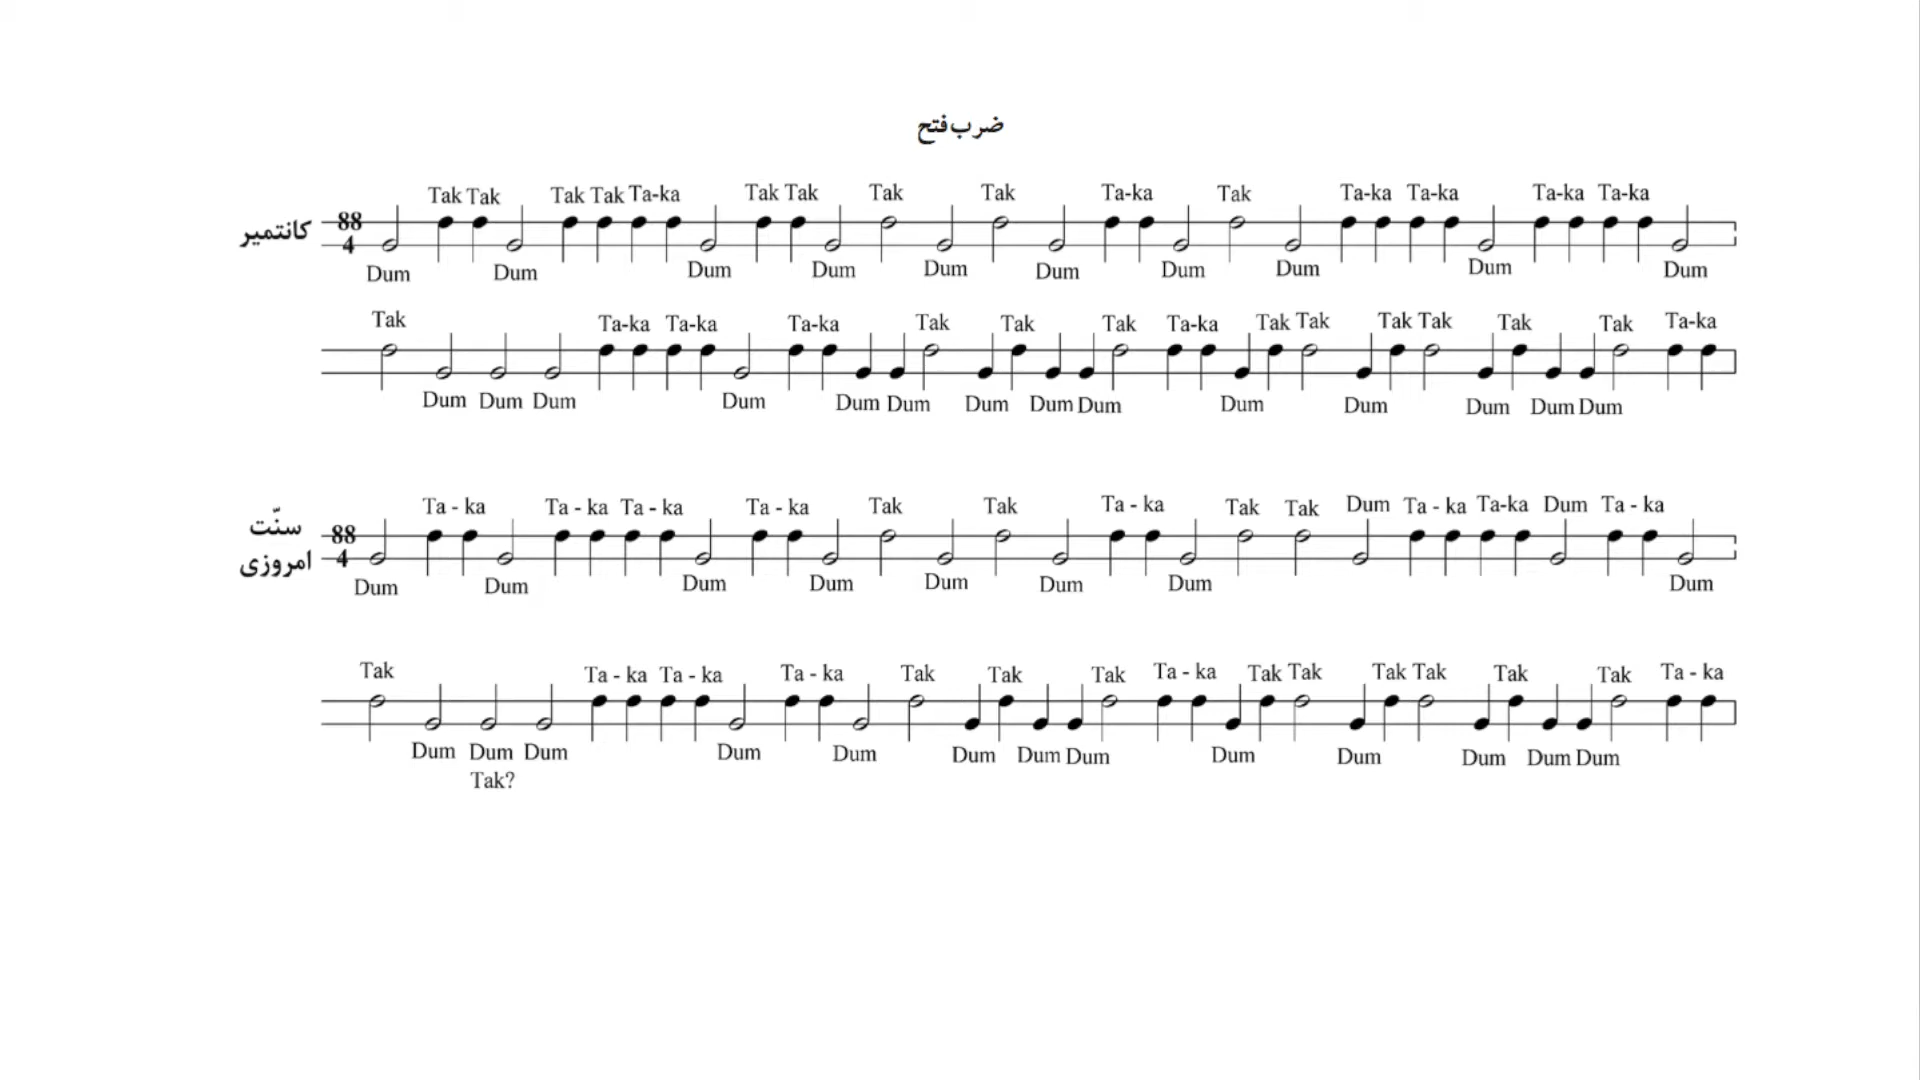 ضرب‌فتح
Tak Tak Tak Tak Ta-ka Tak Tak Tak Tak Ta-ka Tak Ta-ka Ta-ka Ta-ka Ta-ka
کانتمیر 88 4
Dum Dum Dum Dum Dum Dum Dum Dum Dum Dum
Tak Ta-ka Ta-ka Ta-ka Tak Tak Tak Ta-ka Tak Tak Tak Tak Tak Tak Ta-ka
Dum Dum Dum Dum Dum Dum Dum Dum Dum Dum Dum Dum Dum Dum
Ta - ka Ta - ka Ta - ka Ta - ka Tak Tak Ta - ka Tak Tak Dum Ta - ka Ta-ka Dum Ta - ka
سنّت 88
امروزی 4
Dum Dum Dum Dum Dum Dum Dum Dum
Tak Ta - ka Ta - ka Ta - ka Tak Tak Tak Ta - ka Tak Tak Tak Tak Tak Tak Ta - ka
Dum Dum Dum Dum Dum Dum Dum Dum Dum Dum Dum Dum Dum
Tak?